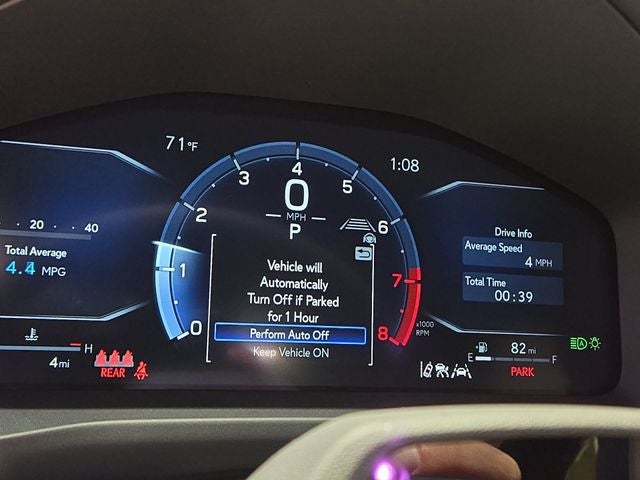 71°F
1:08
0 1 2 3 4 5 6 7 8
x1000
RPM
0
MPH
P
20 40
Total Average
4.4 MPG
Vehicle will
Automatically
Turn Off if Parked
for 1 Hour
Perform Auto Off
Keep Vehicle ON
Drive Info
Average Speed
4 MPH
Total Time
00:39
H
4 mi
REAR
82 mi
E F
PARK
A